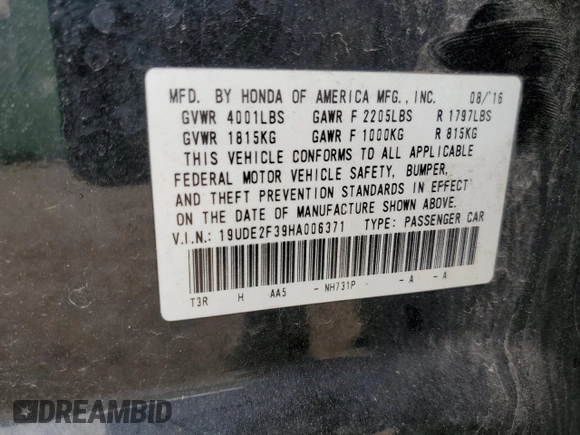 MFD. BY HONDA OF AMERICA MFG., INC. 08/'16
GVWR 4001LBS GAWR F 2205LBS R 1797LBS
GVWR 1815KG GAWR F 1000KG R 815KG
THIS VEHICLE CONFORMS TO ALL APPLICABLE
FEDERAL MOTOR VEHICLE SAFETY, BUMPER,
AND THEFT PREVENTION STANDARDS IN EFFECT
ON THE DATE OF MANUFACTURE SHOWN ABOVE.
V.I.N.: 19UDE2F39HA006371 TYPE: PASSENGER CAR
T3R H AA5 - NH731P - - A - A
DREAMBID